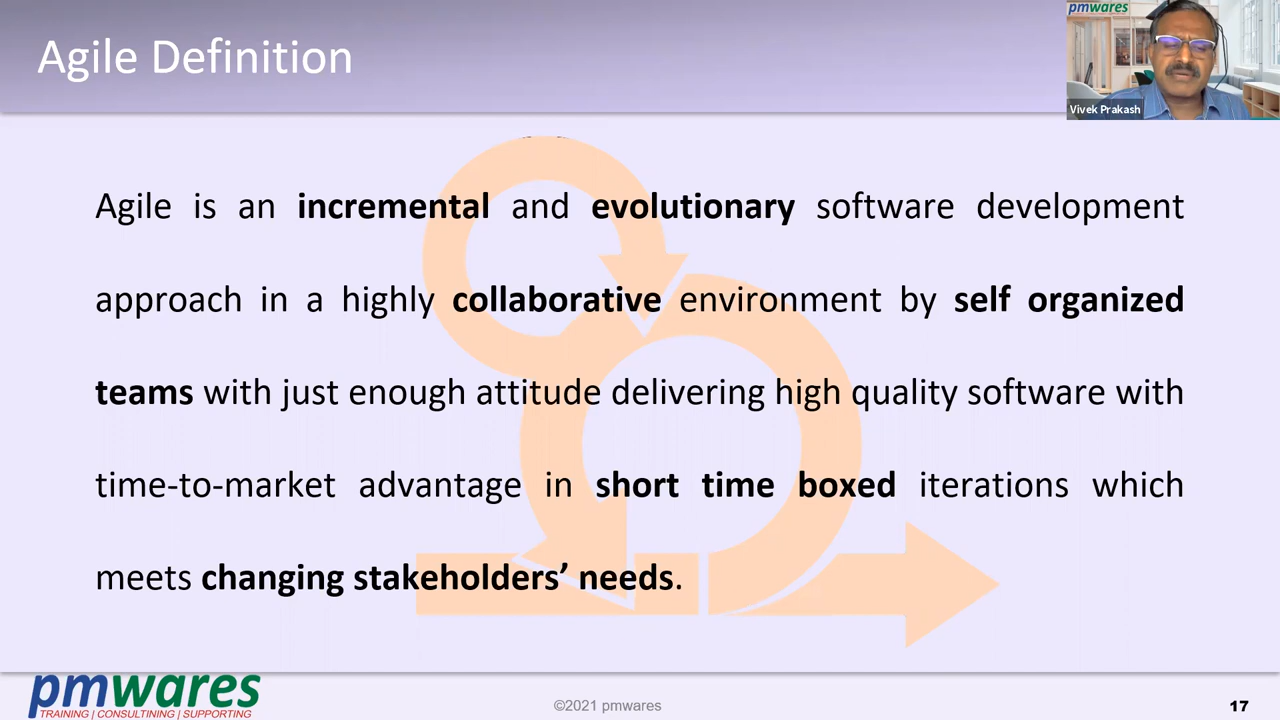 Agile Definition
pmwares
Vivek Prakash
Agile is an incremental and evolutionary software development
approach in a highly collaborative environment by self organized
teams with just enough attitude delivering high quality software with
time-to-market advantage in short time boxed iterations which
meets changing stakeholders’ needs.
pmwares
TRAINING | CONSULTINING | SUPPORTING
©2021 pmwares
17